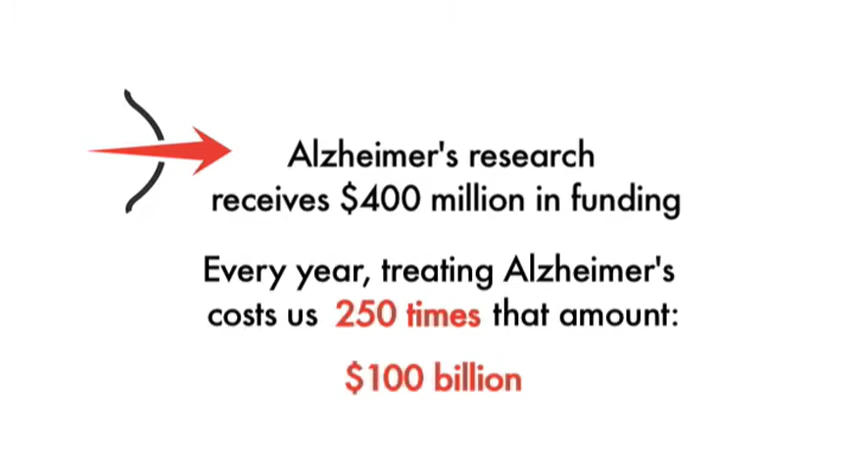 Alzheimer's research
receives $400 million in funding
Every year, treating Alzheimer's
costs us 250 times that amount:
$100 billion